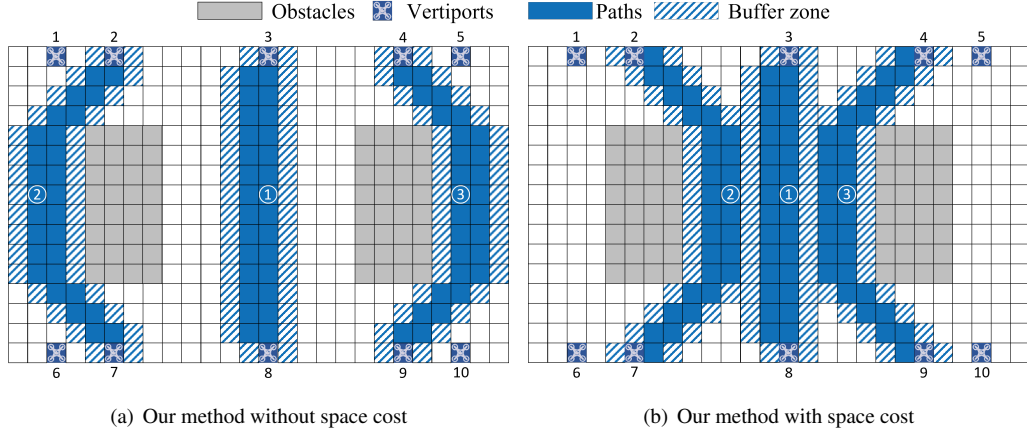 Obstacles Vertiports Paths Buffer zone
1 2 3 4 5 1 2 3 4 5
② ① ③ ② ① ③
6 7 8 9 10 6 7 8 9 10
(a) Our method without space cost (b) Our method with space cost